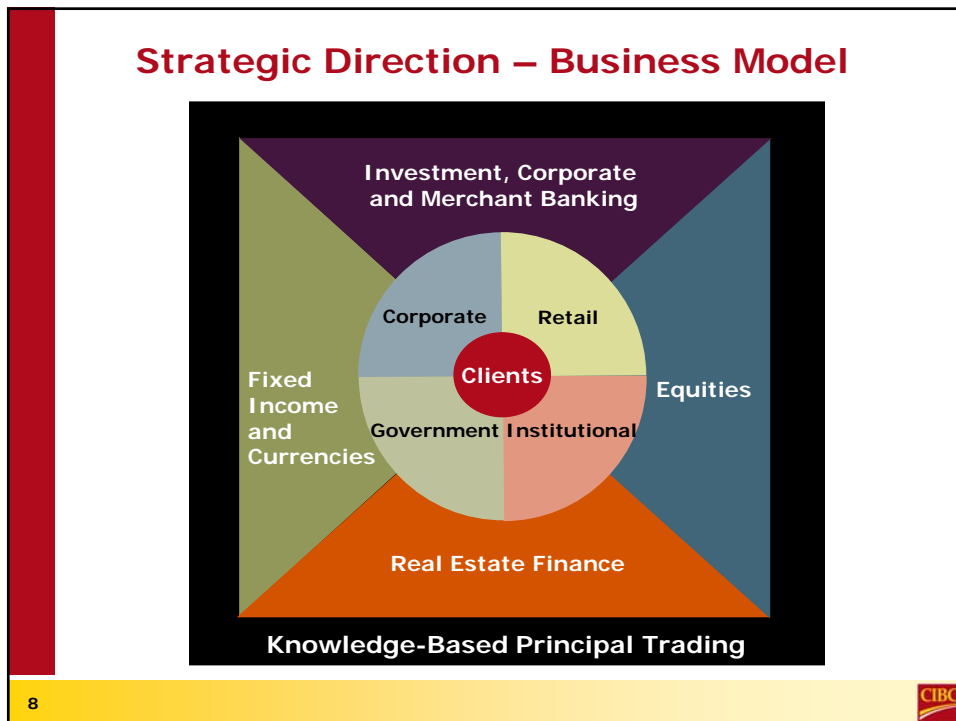 Strategic Direction – Business Model
Investment, Corporate
and Merchant Banking
Corporate
Retail
Clients
Fixed
Income
and
Currencies
Equities
Government
Institutional
Real Estate Finance
Knowledge-Based Principal Trading
8
CIBC